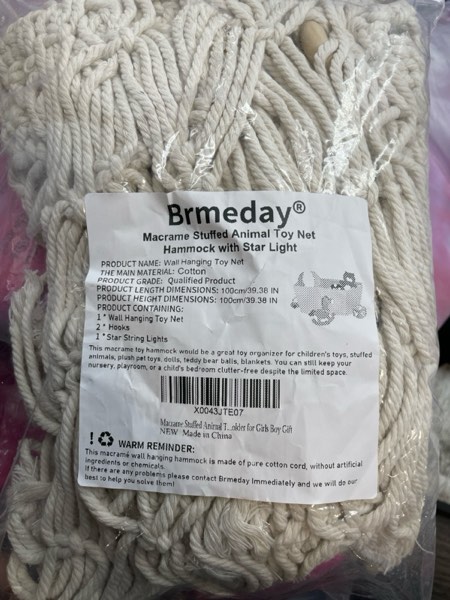 Brmeday®
Macrame Stuffed Animal Toy Net
Hammock with Star Light
PRODUCT NAME: Wall Hanging Toy Net
THE MAIN MATERIAL: Cotton
PRODUCT GRADE: Qualified Product
PRODUCT LENGTH DIMENSIONS: 100cm/39.38 IN
PRODUCT HEIGHT DIMENSIONS: 100cm/39.38 IN
PRODUCT CONTAINING:
1 * Wall Hanging Toy Net
2 * Hooks
1 * Star String Lights
This macrame toy hammock would be a great toy organizer for children's toys, stuffed
animals, plush pet toys, dolls, teddy bear balls, blankets. You can still keep your
nursery, playroom, or a child's bedroom clutter-free despite the limited space.
X0043JTE07
Macrame Stuffed Animal T...older for Girls Boy Gift
NEW Made in China
! WARM REMINDER:
This macramé wall hanging hammock is made of pure cotton cord, without artificial
ingredients or chemicals.
If there are any problems please contact Brmeday Immediately and we will do our
best to help you solve them!